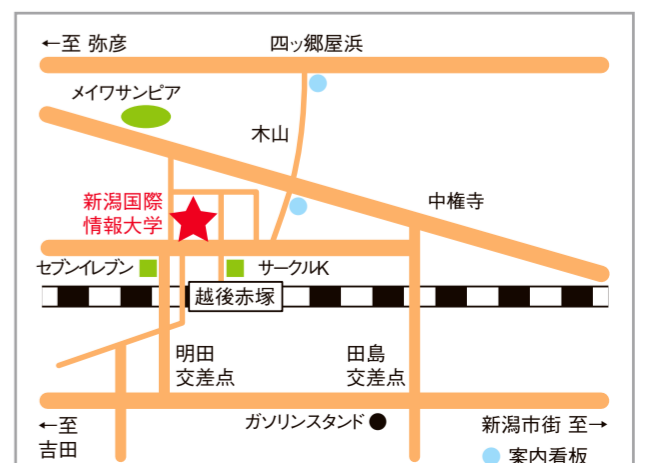 ←至 弥彦
四ッ郷屋浜
メイワサンピア
木山
新潟国際
情報大学
中権寺
セブンイレブン
サークルK
越後赤塚
明田
交差点
田島
交差点
←至
吉田
ガソリンスタンド
新潟市街 至→
案内看板